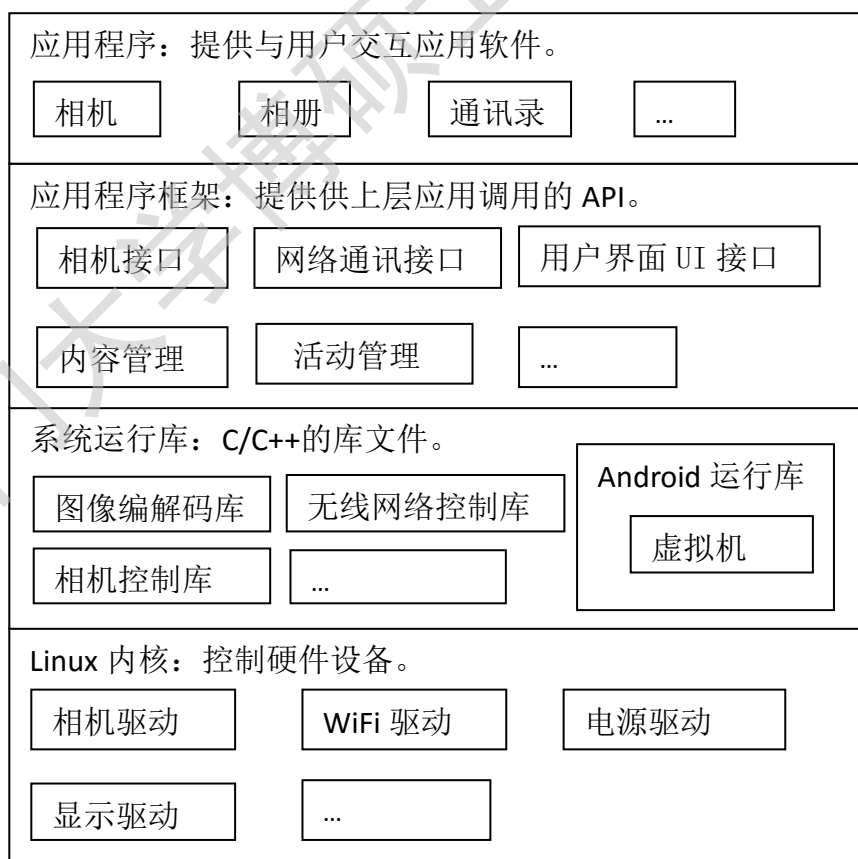 应用程序：提供与用户交互应用软件。
相机 相册 通讯录 …
应用程序框架：提供供上层应用调用的 API。
相机接口 网络通讯接口 用户界面 UI 接口
内容管理 活动管理 …
系统运行库：C/C++的库文件。
Android 运行库
图像编解码库 无线网络控制库
虚拟机
相机控制库 …
Linux 内核：控制硬件设备。
相机驱动 WiFi 驱动 电源驱动
显示驱动 …
大学博硕士